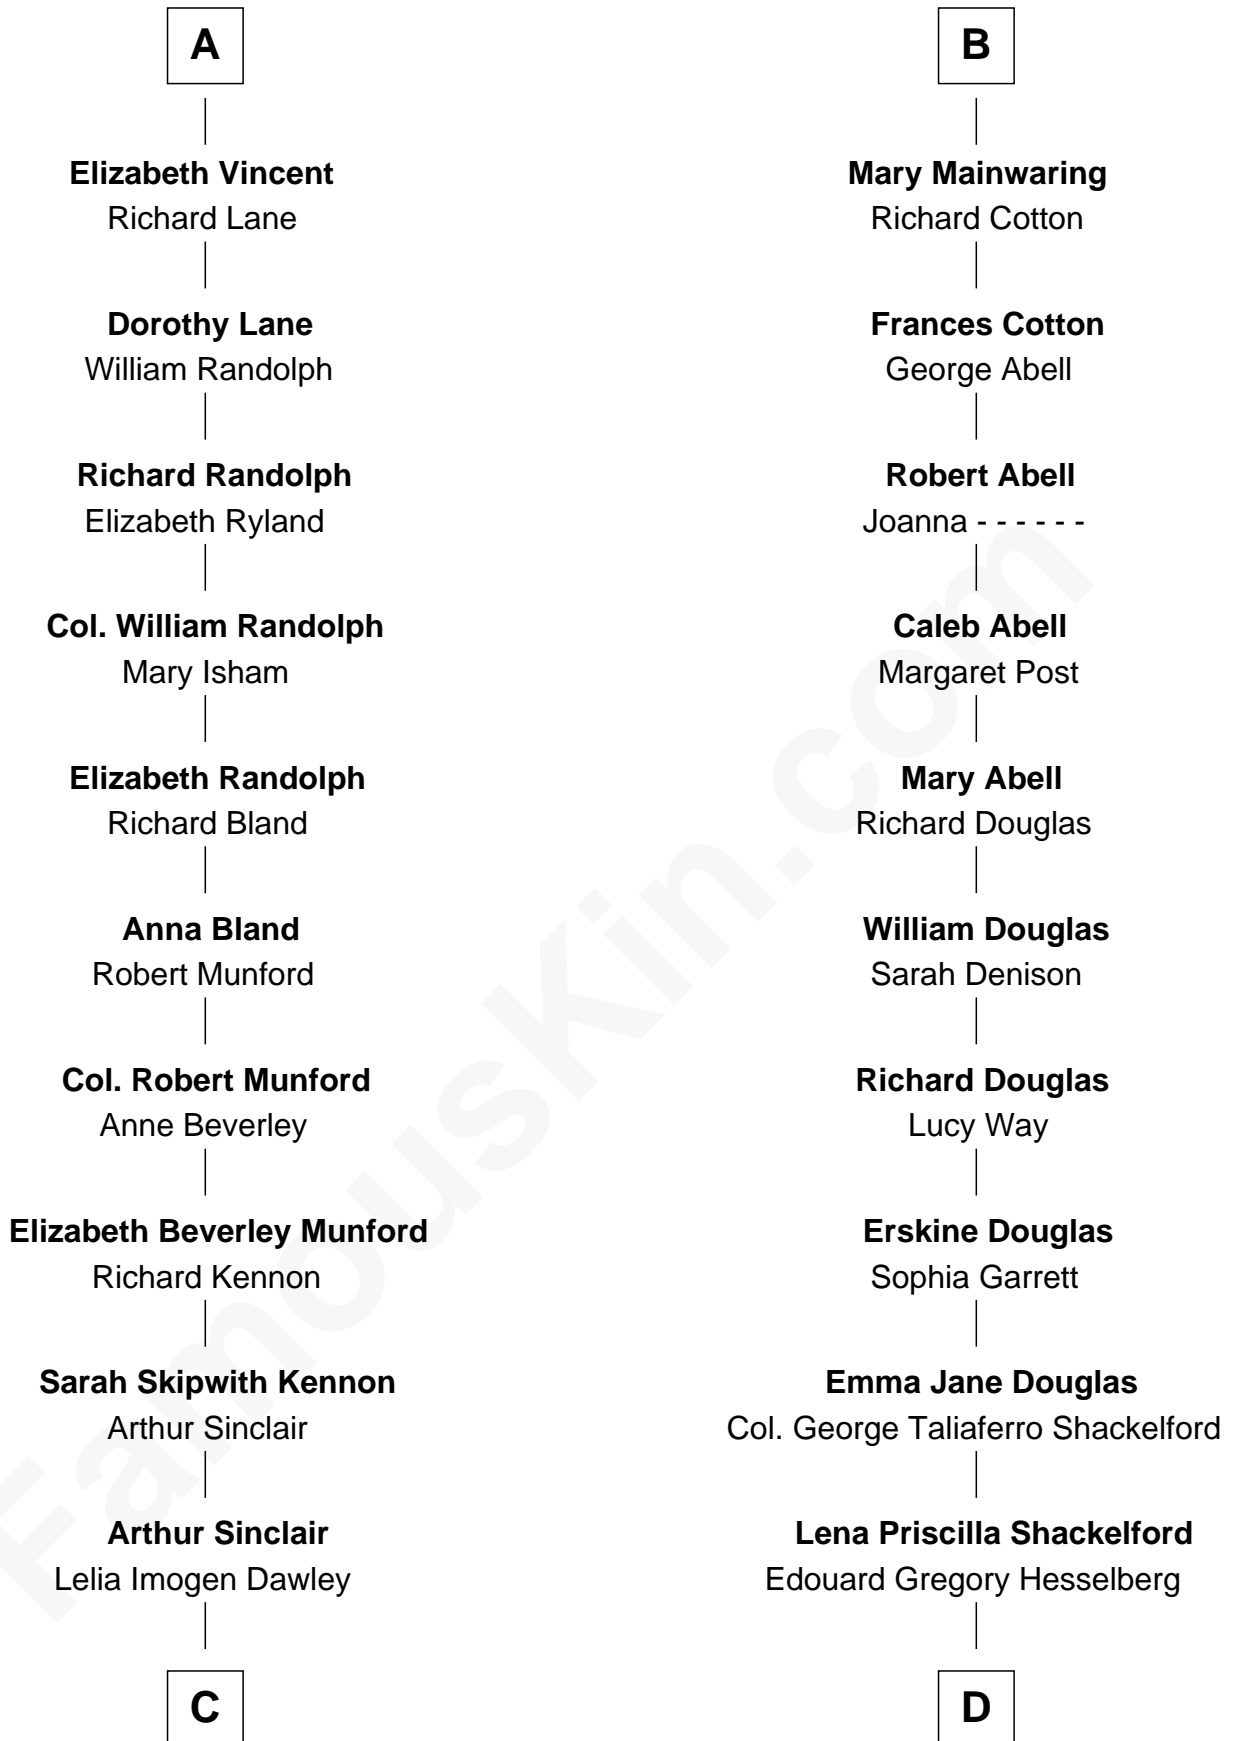 A
Elizabeth Vincent
Richard Lane
Dorothy Lane
William Randolph
Richard Randolph
Elizabeth Ryland
Col. William Randolph
Mary Isham
Elizabeth Randolph
Richard Bland
Anna Bland
Robert Munford
Col. Robert Munford
Anne Beverley
Elizabeth Beverley Munford
Richard Kennon
Sarah Skipwith Kennon
Arthur Sinclair
Arthur Sinclair
Lelia Imogen Dawley
C
B
Mary Mainwaring
Richard Cotton
Frances Cotton
George Abell
Robert Abell
Joanna - - - - - -
Caleb Abell
Margaret Post
Mary Abell
Richard Douglas
William Douglas
Sarah Denison
Richard Douglas
Lucy Way
Erskine Douglas
Sophia Garrett
Emma Jane Douglas
Col. George Taliaferro Shackelford
Lena Priscilla Shackelford
Edouard Gregory Hesselberg
D
FamousKin.com